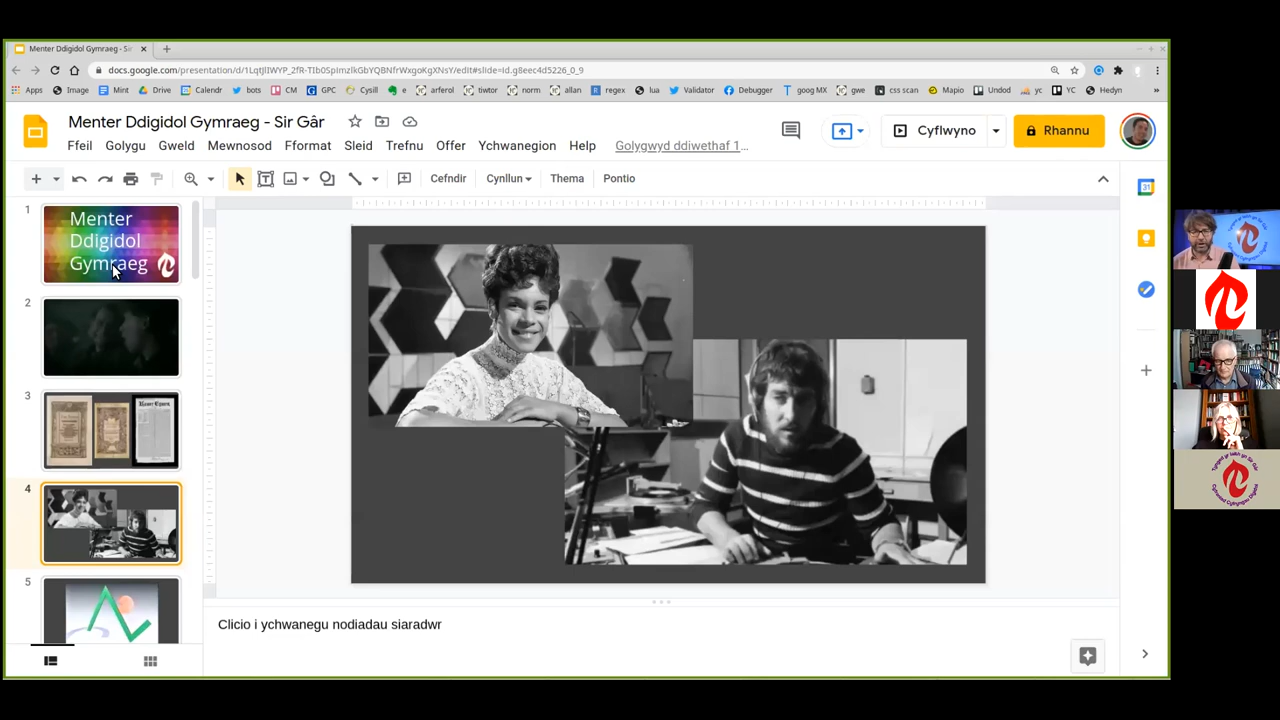 Menter Ddigidol Gymraeg - Sir
docs.google.com/presentation/d/1LqtJlIWYP_2fR-TIb0SpImzlkGbYQBNfrWxgoKgXNsY/edit#slide=id.g8eec4d5226_0_9
Apps Image Mint Drive Calendr bots CM GPC Cysill e arferol tiwtor norm allan regex lua Validator Debugger goog MX gwe css scan Mapio Undod yc YC Hedyn »
Menter Ddigidol Gymraeg - Sir Gâr
Cyflwyno
Rhannu
Ffeil Golygu Gweld Mewnosod Fformat Sleid Trefnu Offer Ychwanegion Help Golygwyd ddiwethaf 1…
Cefndir Cynllun Thema Pontio
31
1
Menter
Ddigidol
Gymraeg
2
3
4
5
Clicio i ychwanegu nodiadau siaradwr